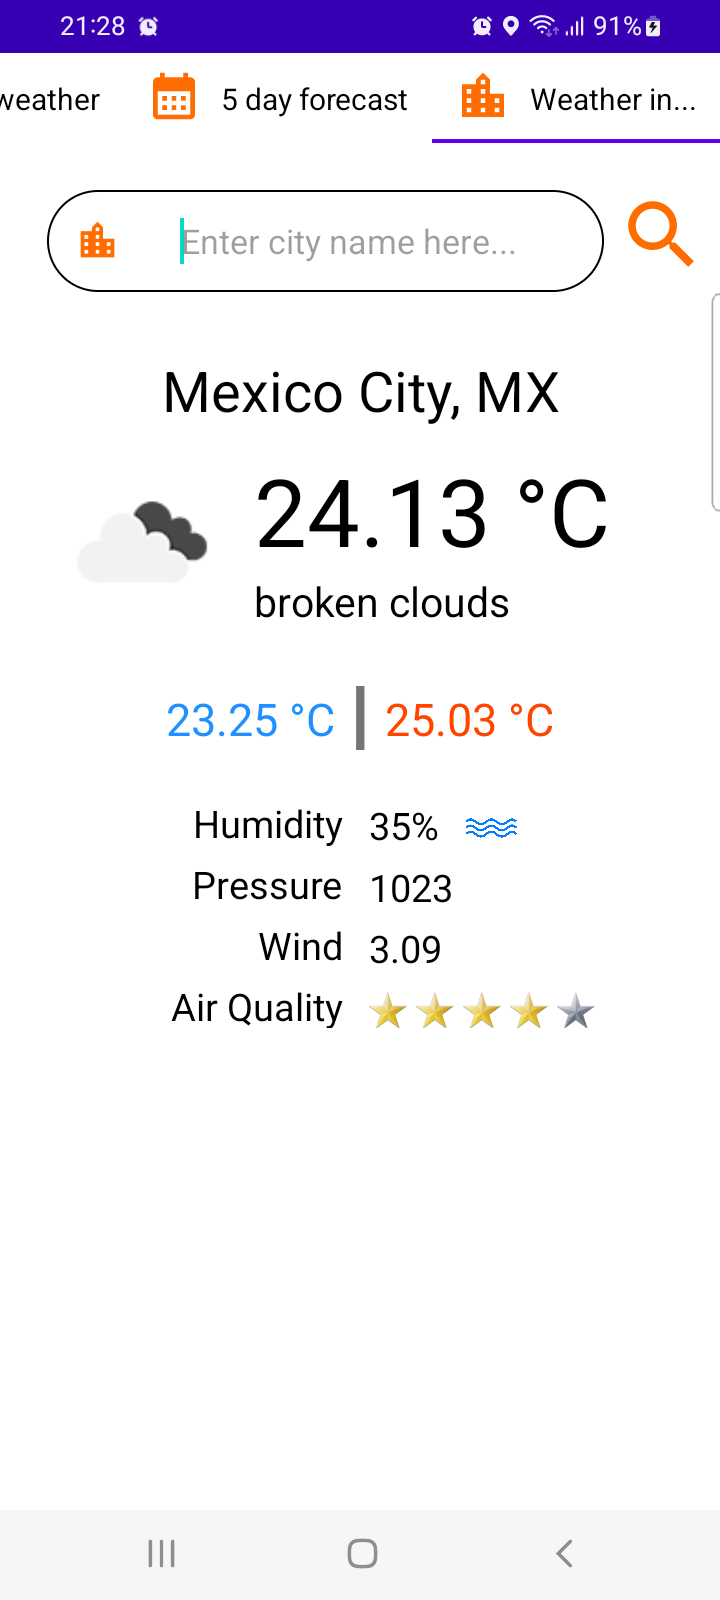 21:28 91%
weather 5 day forecast Weather in...
Enter city name here...
Mexico City, MX
24.13 °C
broken clouds
23.25 °C 25.03 °C
Humidity 35%
Pressure 1023
Wind 3.09
Air Quality